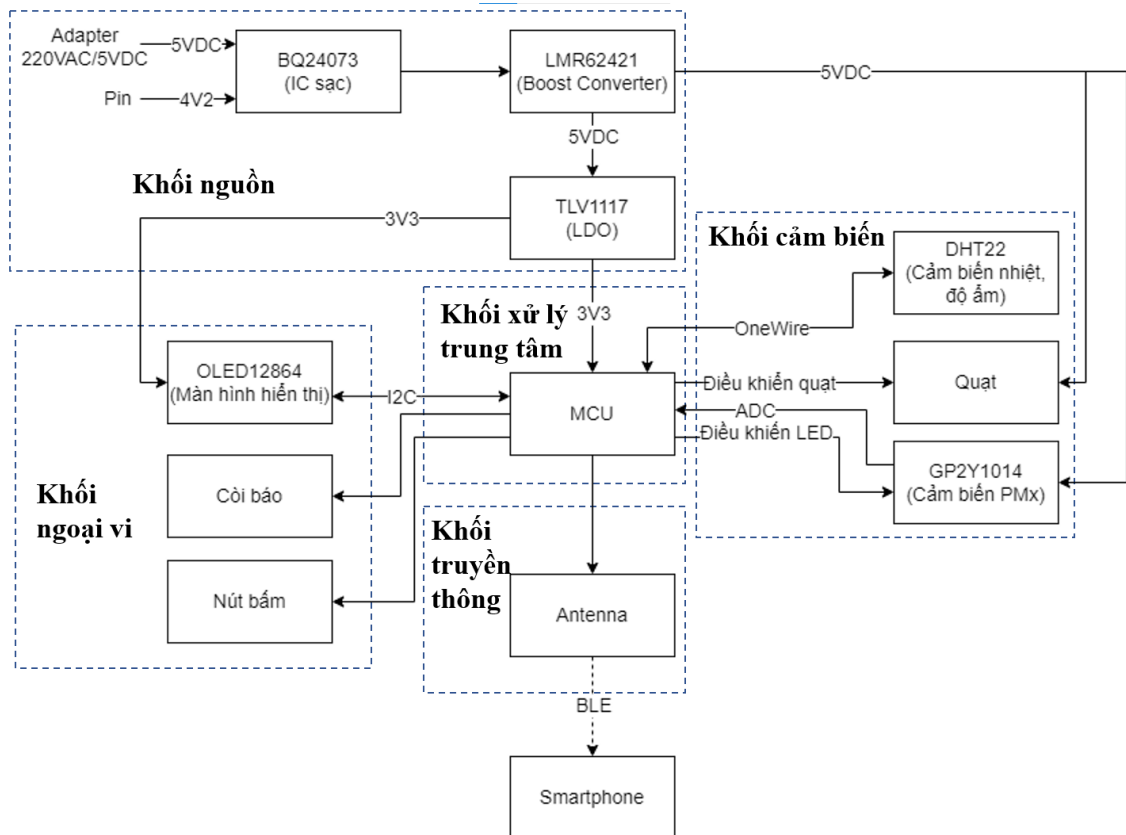 Adapter
220VAC/5VDC
5VDC
BQ24073
(IC sạc)
LMR62421
(Boost Converter)
5VDC
Pin
4V2
5VDC
Khối nguồn
TLV1117
(LDO)
3V3
Khối cảm biến
DHT22
(Cảm biến nhiệt,
độ ẩm)
Khối xử lý
trung tâm
3V3
OneWire
OLED12864
(Màn hình hiển thị)
I2C
MCU
Điều khiển quạt
Quạt
ADC
Điều khiến LED
GP2Y1014
(Cảm biến PMx)
Khối
ngoại vi
Còi báo
Khối
truyền
thông
Nút bấm
Antenna
BLE
Smartphone